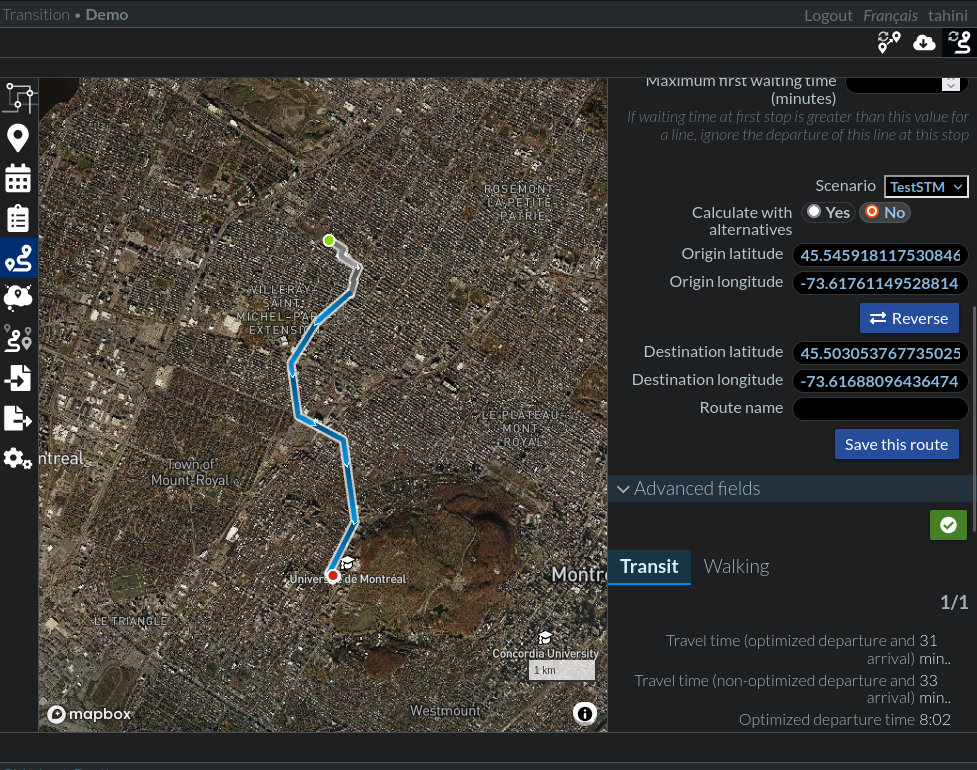 Transition • Demo
Logout Français tahini
Maximum first waiting time
(minutes)
If waiting time at first stop is greater than this value for
a line, ignore the departure of this line at this stop
Scenario TestSTM
Calculate with
alternatives
Yes No
Origin latitude 45.545918117530846
Origin longitude -73.61761149528814
Reverse
Destination latitude 45.503053767735025
Destination longitude -73.61688096436474
Route name
Save this route
Advanced fields
Transit Walking
1/1
Travel time (optimized departure and
arrival)
31
min..
Travel time (non-optimized departure and
arrival)
33
min..
Optimized departure time 8:02
ROSEMONT-
LA PETITE-
PATRIE
VILLERAY-
SAINT-
MICHEL-PAR
EXTENSION
LE PLATEAU-
MONT-
ROYAL
ntreal
Town of
Mount-Royal
Université de Montréal
Montre
LE TRIANGLE
Concordia University
1 km
Westmount
mapbox